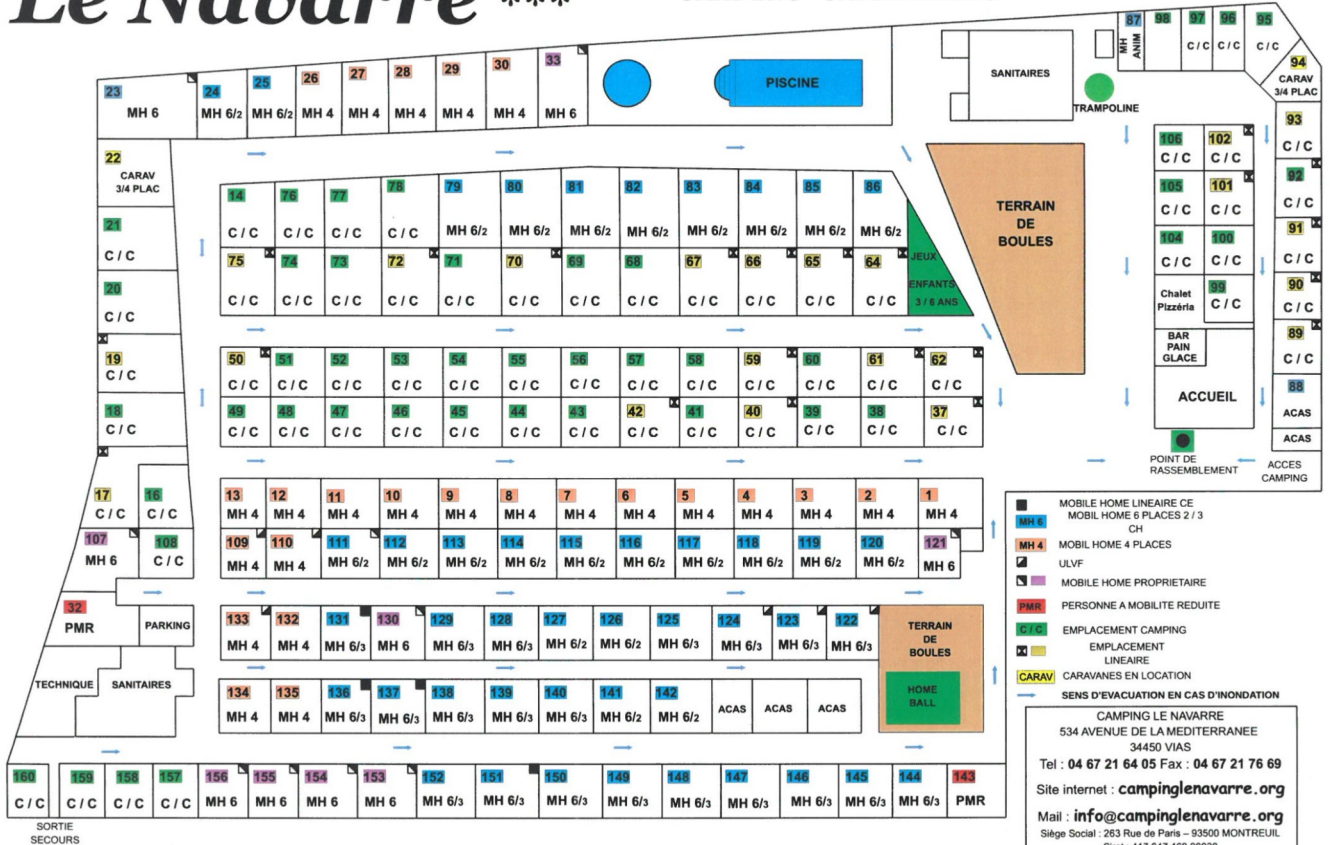 Le Navarre ***
23
24
25
26
27
28
29
30
33
MH 6
MH 6/2
MH 6/2
MH 4
MH 4
MH 4
MH 4
MH 4
MH 6
PISCINE
SANITAIRES
TRAMPOLINE
87
MH ANIM
98
97
C / C
96
C / C
95
C / C
94
CARAV
3/4 PLAC
93
C / C
92
C / C
91
C / C
90
C / C
89
C / C
88
ACAS
ACAS
106
C / C
102
C / C
105
C / C
101
C / C
104
C / C
100
C / C
Chalet
Pizzéria
99
C / C
BAR
PAIN
GLACE
ACCUEIL
POINT DE
RASSEMBLEMENT
ACCES
CAMPING
TERRAIN
DE
BOULES
22
CARAV
3/4 PLAC
21
C / C
20
C / C
19
C / C
18
C / C
17
C / C
16
C / C
107
MH 6
108
C / C
32
PMR
PARKING
TECHNIQUE
SANITAIRES
14 76 77 78 79 80 81 82 83 84 85 86
C / C C / C C / C C / C MH 6/2 MH 6/2 MH 6/2 MH 6/2 MH 6/2 MH 6/2 MH 6/2 MH 6/2
75 74 73 72 71 70 69 68 67 66 65 64
C / C C / C C / C C / C C / C C / C C / C C / C C / C C / C C / C C / C
JEUX
ENFANTS
3 / 6 ANS
50 51 52 53 54 55 56 57 58 59 60 61 62
C / C C / C C / C C / C C / C C / C C / C C / C C / C C / C C / C C / C C / C
49 48 47 46 45 44 43 42 41 40 39 38 37
C / C C / C C / C C / C C / C C / C C / C C / C C / C C / C C / C C / C C / C
13 12 11 10 9 8 7 6 5 4 3 2 1
MH 4 MH 4 MH 4 MH 4 MH 4 MH 4 MH 4 MH 4 MH 4 MH 4 MH 4 MH 4 MH 4
109 110 111 112 113 114 115 116 117 118 119 120 121
MH 4 MH 4 MH 6/2 MH 6/2 MH 6/2 MH 6/2 MH 6/2 MH 6/2 MH 6/2 MH 6/2 MH 6/2 MH 6/2 MH 6
133 132 131 130 129 128 127 126 125 124 123 122
MH 4 MH 4 MH 6/3 MH 6 MH 6/3 MH 6/3 MH 6/2 MH 6/2 MH 6/3 MH 6/3 MH 6/3 MH 6/3
TERRAIN
DE
BOULES
HOME
BALL
134 135 136 137 138 139 140 141 142
MH 4 MH 4 MH 6/3 MH 6/3 MH 6/3 MH 6/3 MH 6/3 MH 6/2 MH 6/2 ACAS ACAS ACAS
160 159 158 157 156 155 154 153 152 151 150 149 148 147 146 145 144 143
C / C C / C C / C C / C MH 6 MH 6 MH 6 MH 6 MH 6/3 MH 6/3 MH 6/3 MH 6/3 MH 6/3 MH 6/3 MH 6/3 MH 6/3 MH 6/3 PMR
SORTIE
SECOURS
MOBILE HOME LINEAIRE CE
MH 6 MOBIL HOME 6 PLACES 2 / 3
CH
MH 4 MOBIL HOME 4 PLACES
ULVF
MOBILE HOME PROPRIETAIRE
PMR PERSONNE A MOBILITE REDUITE
C / C EMPLACEMENT CAMPING
EMPLACEMENT
LINEAIRE
CARAV CARAVANES EN LOCATION
SENS D'EVACUATION EN CAS D'INONDATION
CAMPING LE NAVARRE
534 AVENUE DE LA MEDITERRANEE
34450 VIAS
Tel : 04 67 21 64 05 Fax : 04 67 21 76 69
Site internet : campinglenavarre.org
Mail : info@campinglenavarre.org
Siège Social : 263 Rue de Paris – 93500 MONTREUIL